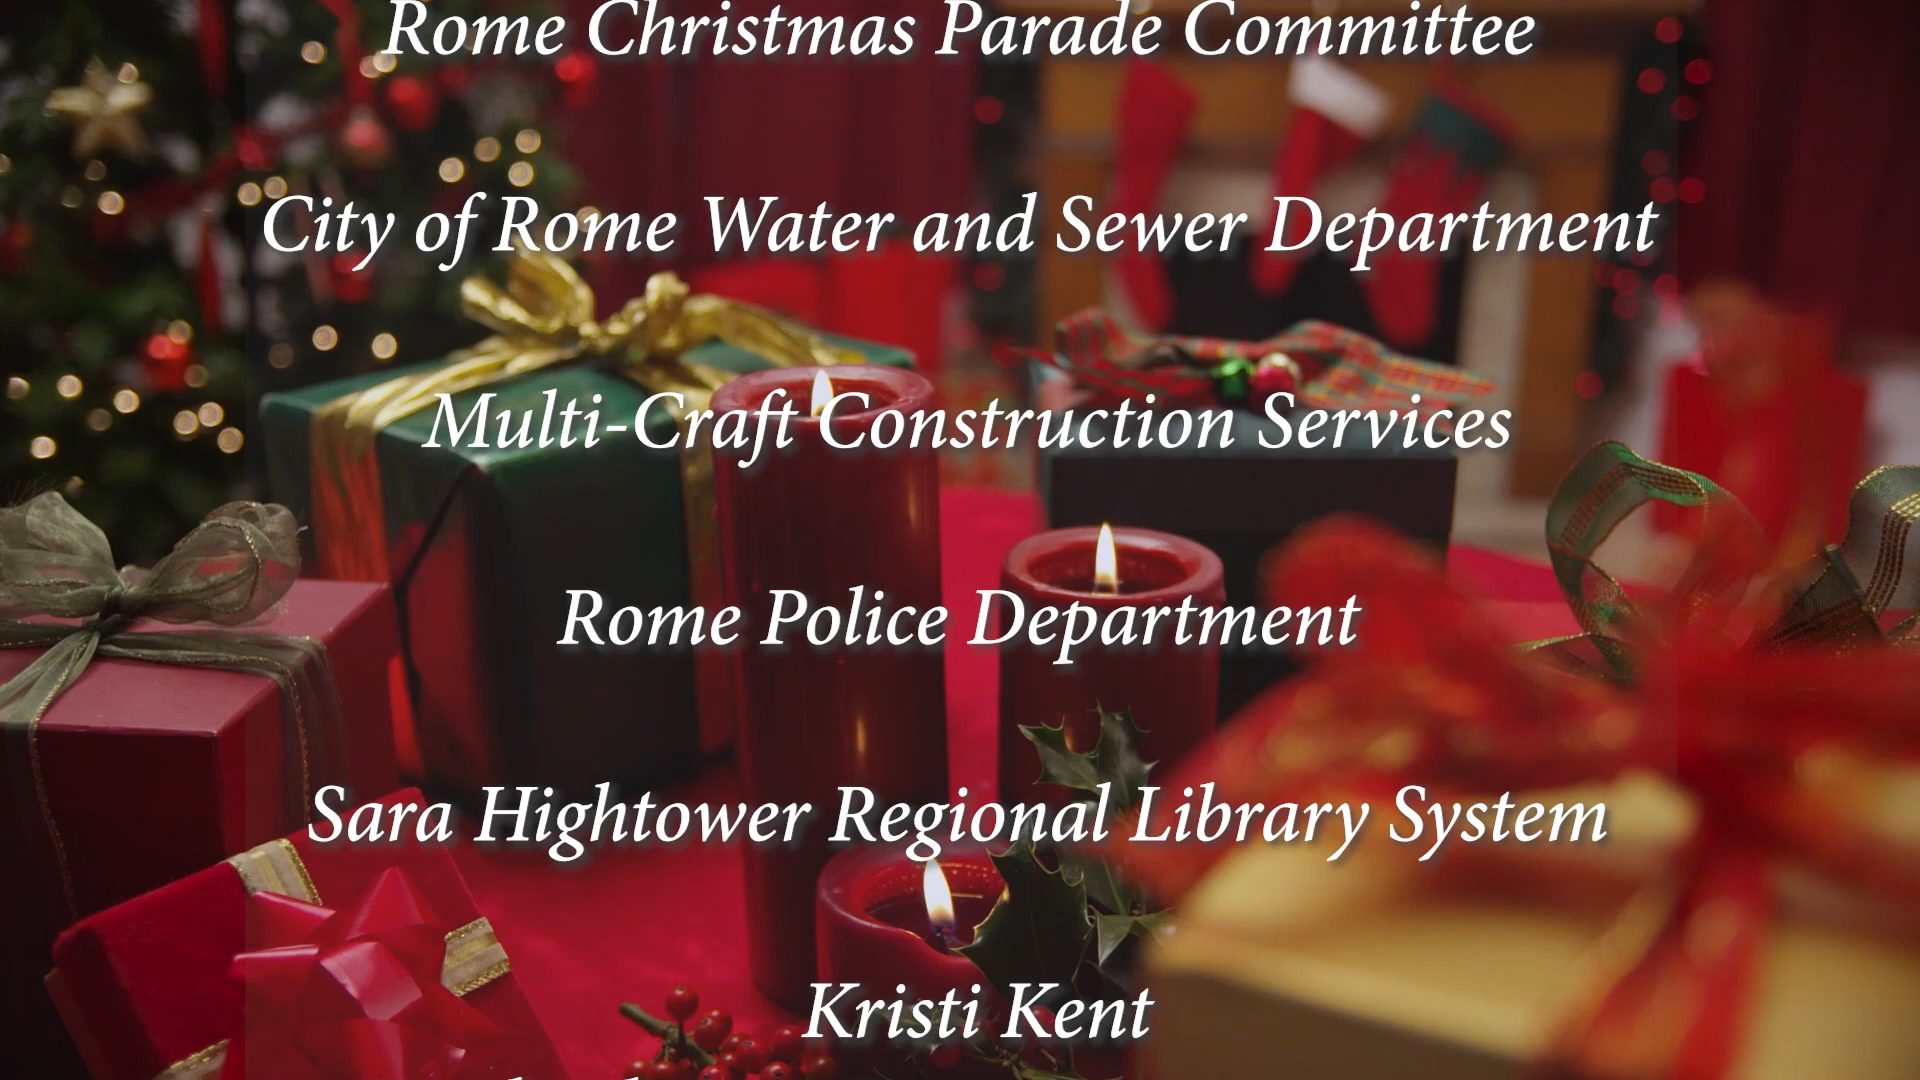 Rome Christmas Parade Committee
City of Rome Water and Sewer Department
Multi-Craft Construction Services
Rome Police Department
Sara Hightower Regional Library System
Kristi Kent